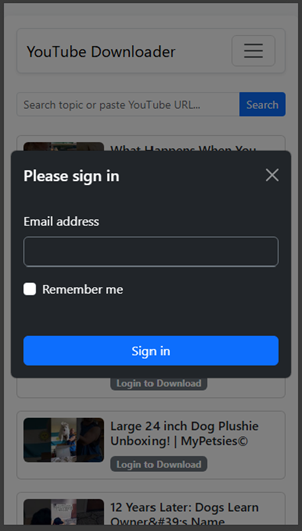 YouTube Downloader
Search topic or paste YouTube URL...
Search
What Happens When You
Please sign in
Email address
Remember me
Sign in
Login to Download
Large 24 inch Dog Plushie
Unboxing! | MyPetsies©
Login to Download
12 Years Later: Dogs Learn
Owner&#39;s Name